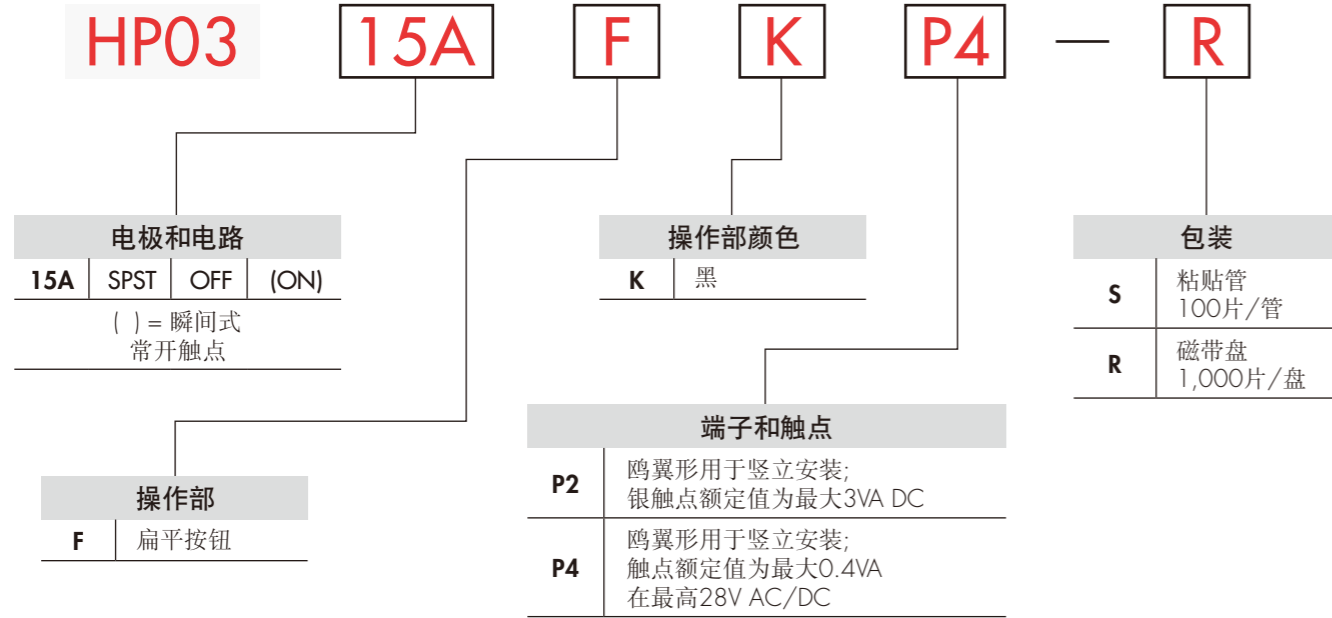 HP03 15A F K P4 — R
电极和电路
15A SPST OFF (ON)
( ) = 瞬间式
常开触点
操作部
F 扁平按钮
操作部颜色
K 黑
端子和触点
P2 鸥翼形用于竖立安装;
银触点额定值为最大3VA DC
P4 鸥翼形用于竖立安装;
触点额定值为最大0.4VA
在最高28V AC/DC
包装
S 粘贴管
100片/管
R 磁带盘
1,000片/盘